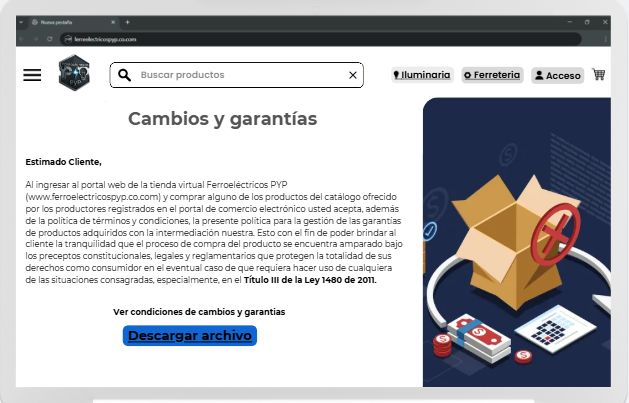 Nueva pestaña
ferroelectricospyp.co.com
Buscar productos
Iluminaria
Ferreteria
Acceso
PYP
Cambios y garantías
Estimado Cliente,
Al ingresar al portal web de la tienda virtual Ferroeléctricos PYP
(www.ferroelectricospyp.co.com) y comprar alguno de los productos del catálogo ofrecido
por los productores registrados en el portal de comercio electrónico usted acepta, además
de la política de términos y condiciones, la presente política para la gestión de las garantías
de productos adquiridos con la intermediación nuestra. Esto con el fin de poder brindar al
cliente la tranquilidad que el proceso de compra del producto se encuentra amparado bajo
los preceptos constitucionales, legales y reglamentarios que protegen la totalidad de sus
derechos como consumidor en el eventual caso de que requiera hacer uso de cualquiera
de las situaciones consagradas, especialmente, en el Título III de la Ley 1480 de 2011.
Ver condiciones de cambios y garantias
Descargar archivo